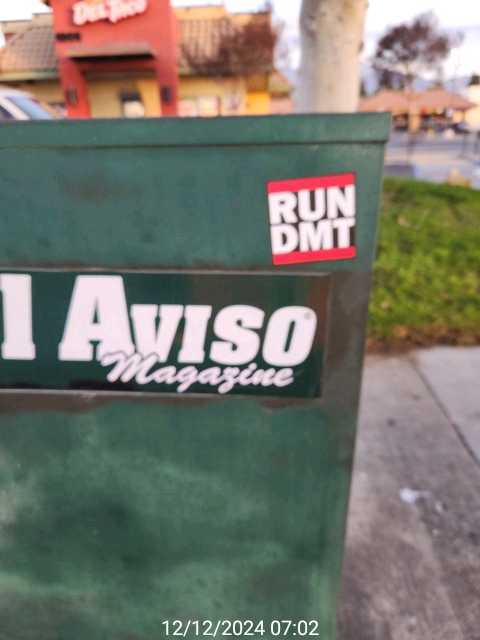 DEL TACO
RUN
DMT
l AVISO
Magazine
12/12/2024 07:02